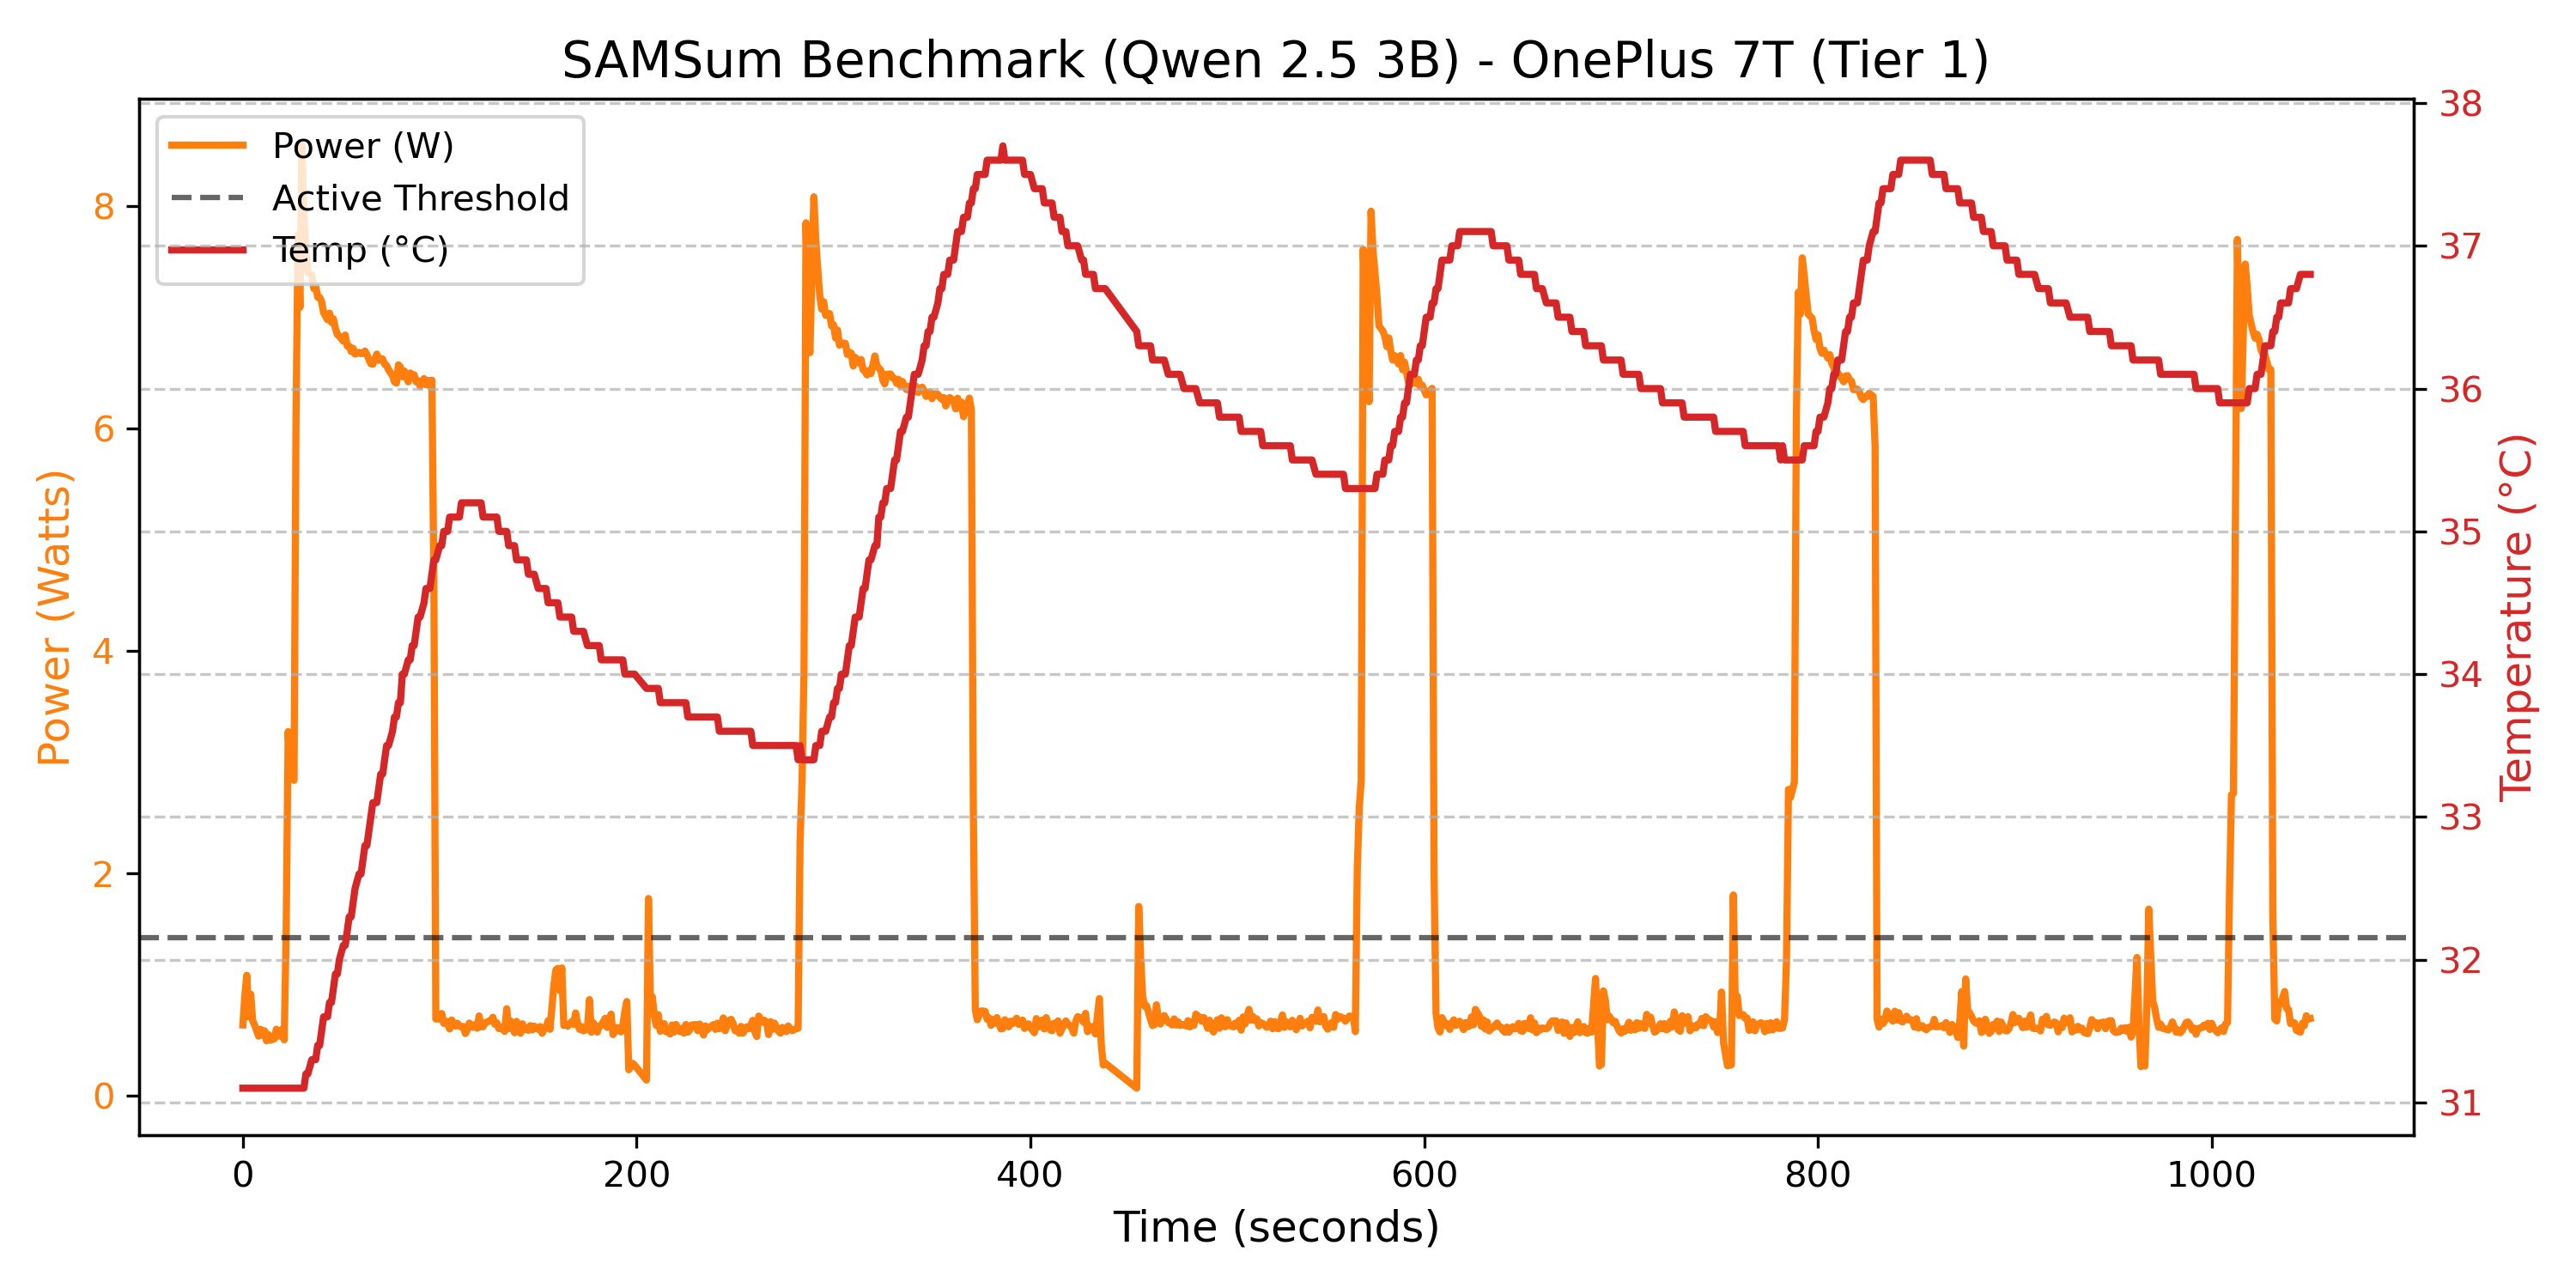 SAMSum Benchmark (Qwen 2.5 3B) - OnePlus 7T (Tier 1)
Power (W)
Active Threshold
Temp (°C)
Power (Watts)
8
6
4
2
0
38
37
36
35
34
33
32
31
Temperature (°C)
0 200 400 600 800 1000
Time (seconds)